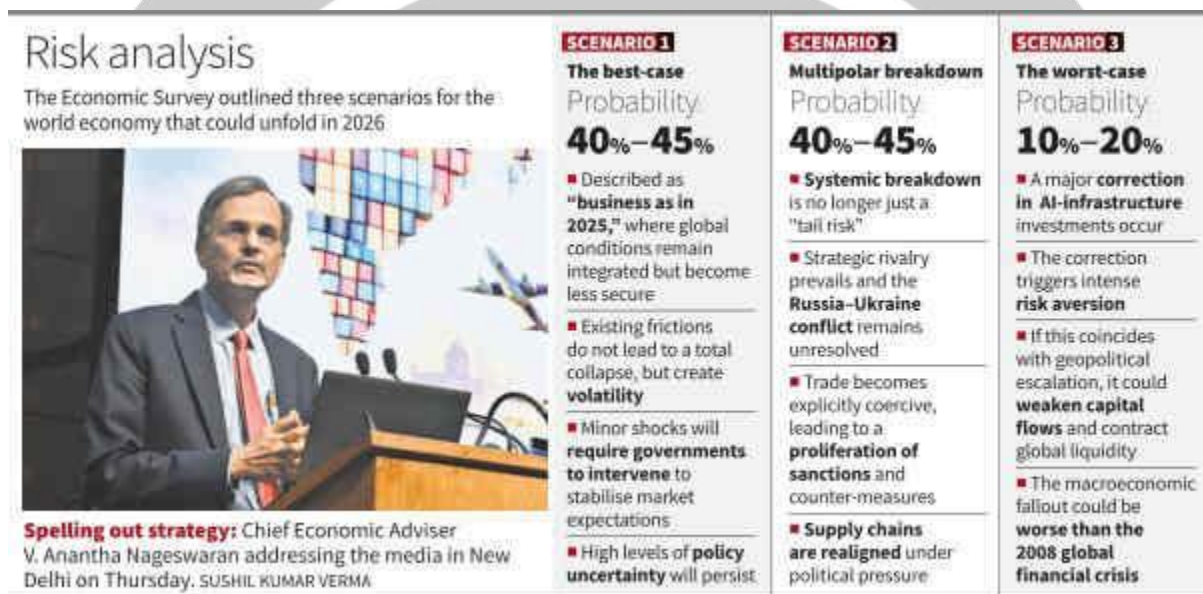 Risk analysis
The Economic Survey outlined three scenarios for the
world economy that could unfold in 2026
Spelling out strategy: Chief Economic Adviser
V. Anantha Nageswaran addressing the media in New
Delhi on Thursday. SUSHIL KUMAR VERMA
SCENARIO 1
The best-case
Probability
40%–45%
■ Described as
"business as in
2025," where global
conditions remain
integrated but become
less secure
■ Existing frictions
do not lead to a total
collapse, but create
volatility
■ Minor shocks will
require governments
to intervene to
stabilise market
expectations
■ High levels of policy
uncertainty will persist
SCENARIO 2
Multipolar breakdown
Probability
40%–45%
■ Systemic breakdown
is no longer just a
"tail risk"
■ Strategic rivalry
prevails and the
Russia–Ukraine
conflict remains
unresolved
■ Trade becomes
explicitly coercive,
leading to a
proliferation of
sanctions and
counter-measures
■ Supply chains
are realigned under
political pressure
SCENARIO 3
The worst-case
Probability
10%–20%
■ A major correction
in AI-infrastructure
investments occur
■ The correction
triggers intense
risk aversion
■ If this coincides
with geopolitical
escalation, it could
weaken capital
flows and contract
global liquidity
■ The macroeconomic
fallout could be
worse than the
2008 global
financial crisis